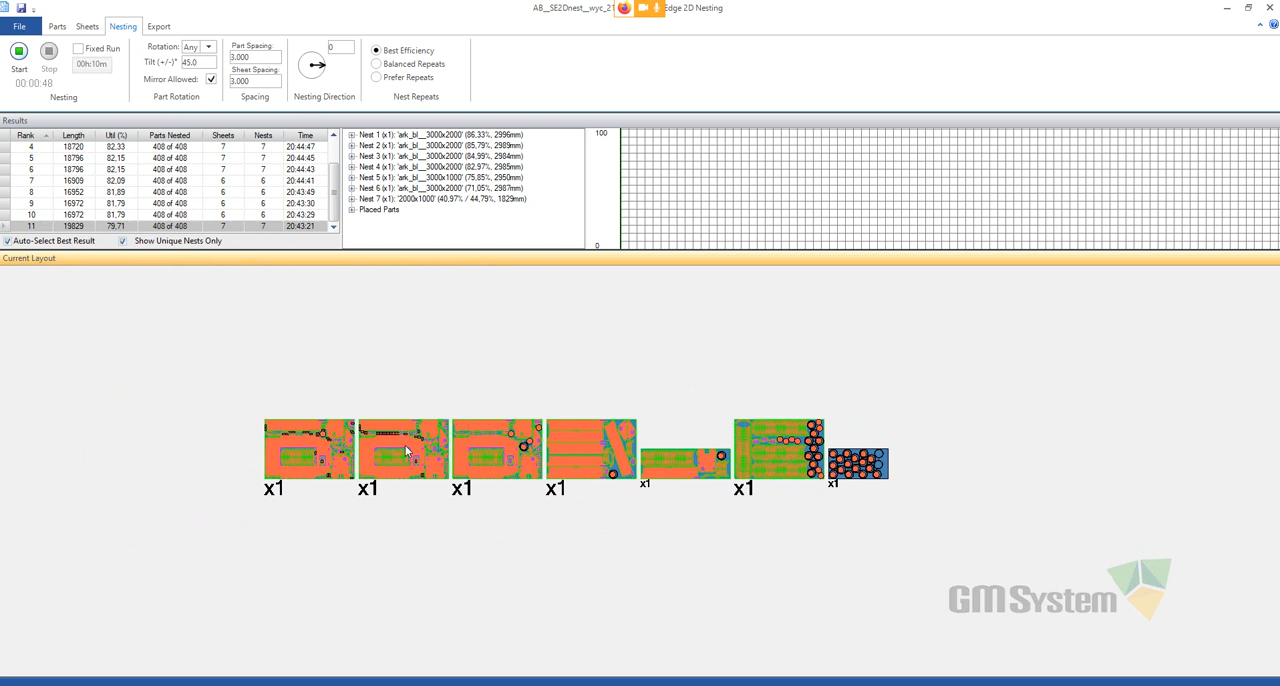 AB__SE2Dnest__wyc_21 Edge 2D Nesting
File Parts Sheets Nesting Export
Start Stop Fixed Run 00h:10m
00:00:48
Nesting
Rotation: Any
Tilt (+/-)° 45.0
Mirror Allowed:
Part Rotation
Part Spacing:
3.000
Sheet Spacing:
3.000
Spacing
0
Nesting Direction
Best Efficiency
Balanced Repeats
Prefer Repeats
Nest Repeats
Results
Rank Length Util (%) Parts Nested Sheets Nests Time
4 18720 82,33 408 of 408 7 7 20:44:47
5 18796 82,15 408 of 408 7 7 20:44:45
6 18796 82,15 408 of 408 7 7 20:44:43
7 16909 82,09 408 of 408 6 6 20:44:41
8 16952 81,89 408 of 408 6 6 20:43:49
9 16972 81,79 408 of 408 6 6 20:43:30
10 16972 81,79 408 of 408 6 6 20:43:29
11 19829 79,71 408 of 408 7 7 20:43:21
Auto-Select Best Result Show Unique Nests Only
Nest 1 (x1): 'ark_bl__3000x2000' (86,33%, 2996mm)
Nest 2 (x1): 'ark_bl__3000x2000' (85,79%, 2989mm)
Nest 3 (x1): 'ark_bl__3000x2000' (84,99%, 2984mm)
Nest 4 (x1): 'ark_bl__3000x2000' (82,97%, 2985mm)
Nest 5 (x1): 'ark_bl__3000x1000' (75,85%, 2950mm)
Nest 6 (x1): 'ark_bl__3000x2000' (71,05%, 2987mm)
Nest 7 (x1): '2000x1000' (40,97% / 44,79%, 1829mm)
Placed Parts
100
0
Current Layout
x1 x1 x1 x1 x1 x1 x1
GM System